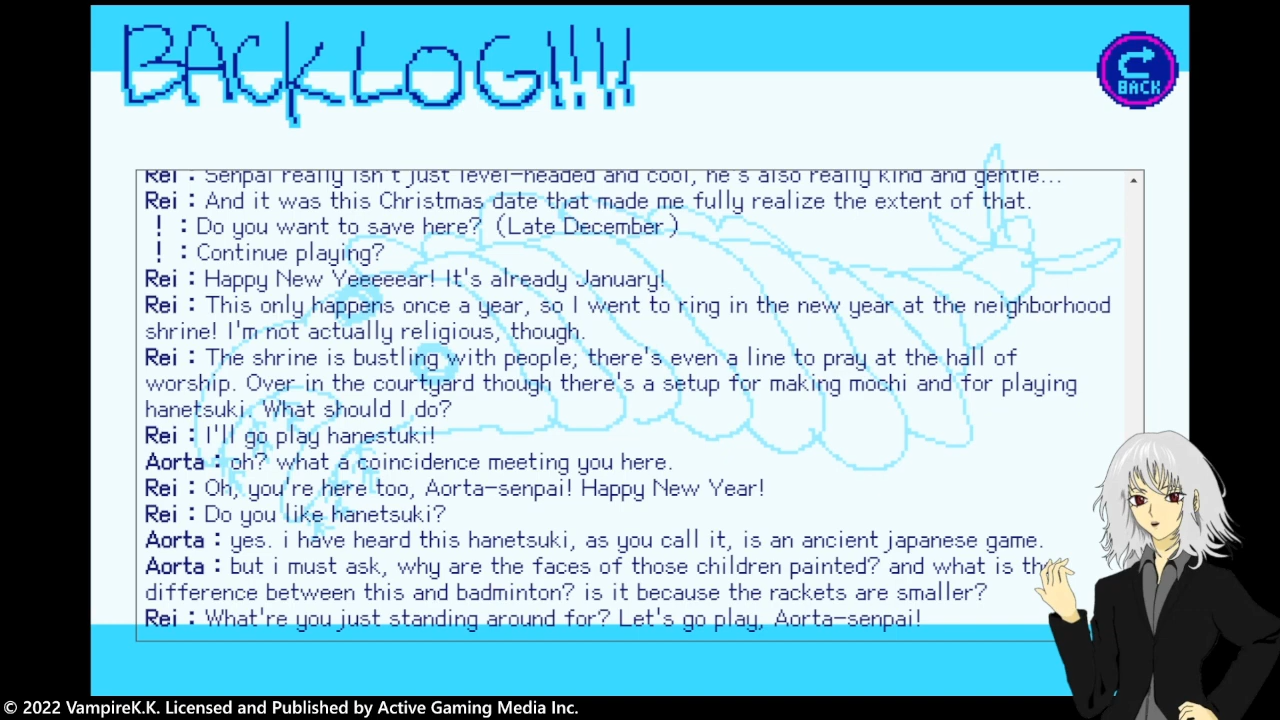 BACKLOG!!!!
BACK
Rei : Senpai really isn't just level-headed and cool, he's also really kind and gentle...
Rei : And it was this Christmas date that made me fully realize the extent of that.
! : Do you want to save here? (Late December)
! : Continue playing?
Rei : Happy New Yeeeeear! It's already January!
Rei : This only happens once a year, so I went to ring in the new year at the neighborhood
shrine! I'm not actually religious, though.
Rei : The shrine is bustling with people; there's even a line to pray at the hall of
worship. Over in the courtyard though there's a setup for making mochi and for playing
hanetsuki. What should I do?
Rei : I'll go play hanestuki!
Aorta : oh? what a coincidence meeting you here.
Rei : Oh, you're here too, Aorta-senpai! Happy New Year!
Rei : Do you like hanetsuki?
Aorta : yes. i have heard this hanetsuki, as you call it, is an ancient japanese game.
Aorta : but i must ask, why are the faces of those children painted? and what is the
difference between this and badminton? is it because the rackets are smaller?
Rei : What're you just standing around for? Let's go play, Aorta-senpai!
© 2022 VampireK.K. Licensed and Published by Active Gaming Media Inc.